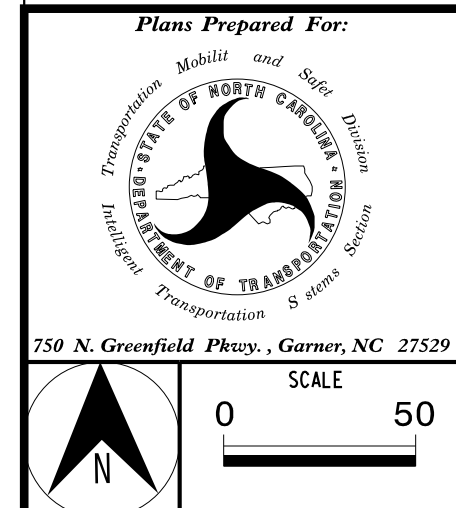 Plans Prepared For:
Transportation Mobilit and Safet Division
STATE OF NORTH CAROLINA
DEPARTMENT OF TRANSPORTATION
Intelligent Transportation S stems Section
750 N. Greenfield Pkwy. , Garner, NC 27529
SCALE
0 50
N